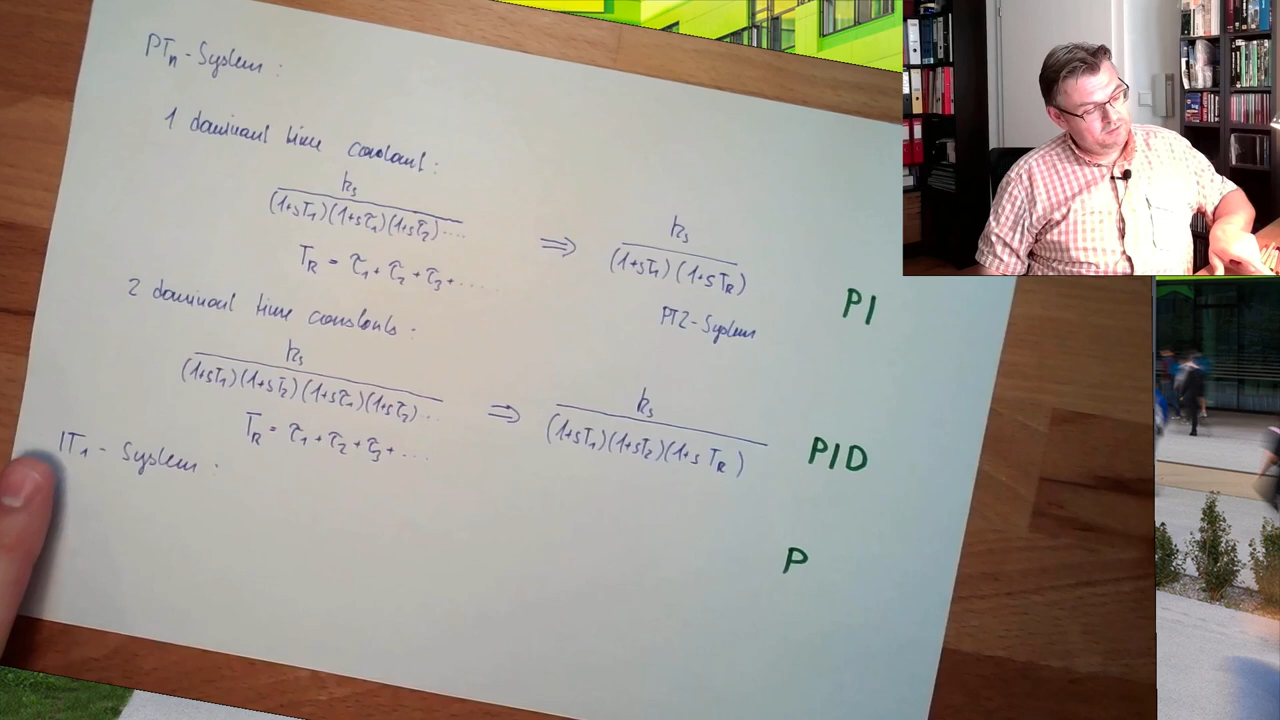 PTn-System:
1 dominant time constant:
ks
(1+sT1)(1+sτ1)(1+sτ2)....
⇒
ks
(1+sT1)(1+sTR)
TR = τ1+τ2+τ3+.....
PT2-System
PI
2 dominant time constants:
ks
(1+sT1)(1+sT2)(1+sτ1)(1+sτ2)...
⇒
ks
(1+sT1)(1+sT2)(1+sTR)
TR = τ1+τ2+τ3+...
PID
IT1-System:
P